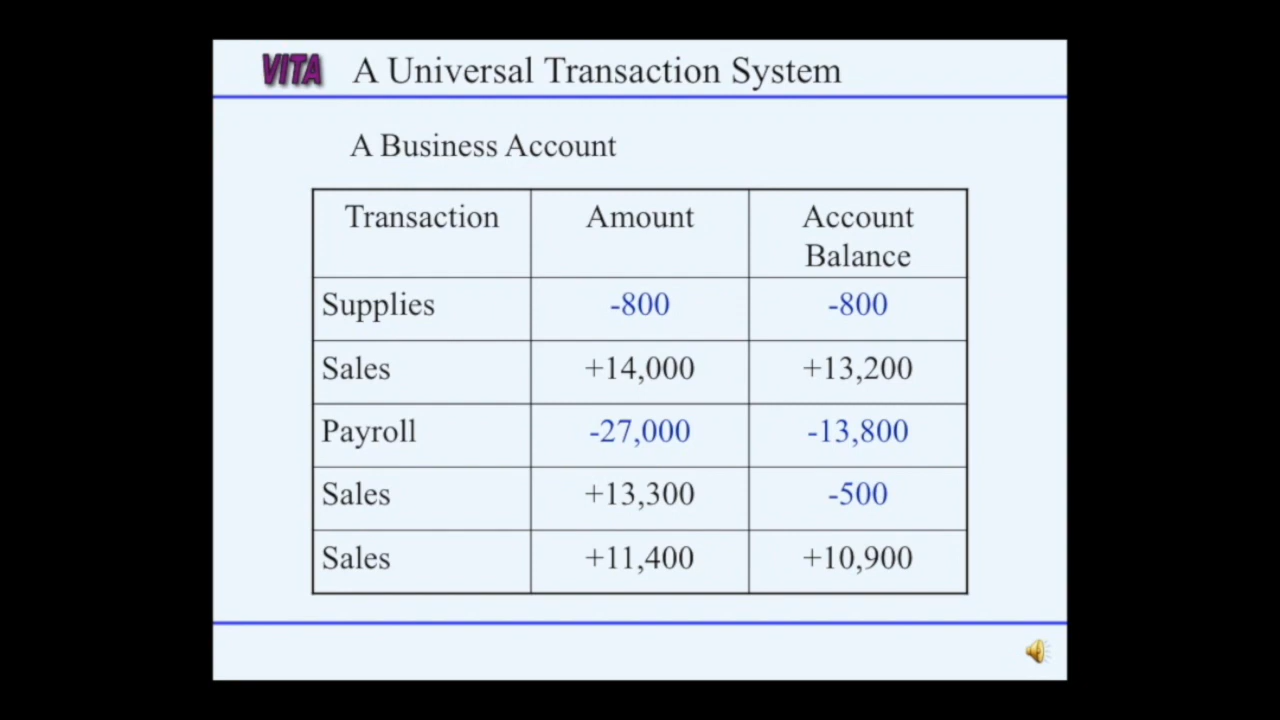 VITA A Universal Transaction System
A Business Account
Transaction Amount Account Balance
Supplies -800 -800
Sales +14,000 +13,200
Payroll -27,000 -13,800
Sales +13,300 -500
Sales +11,400 +10,900